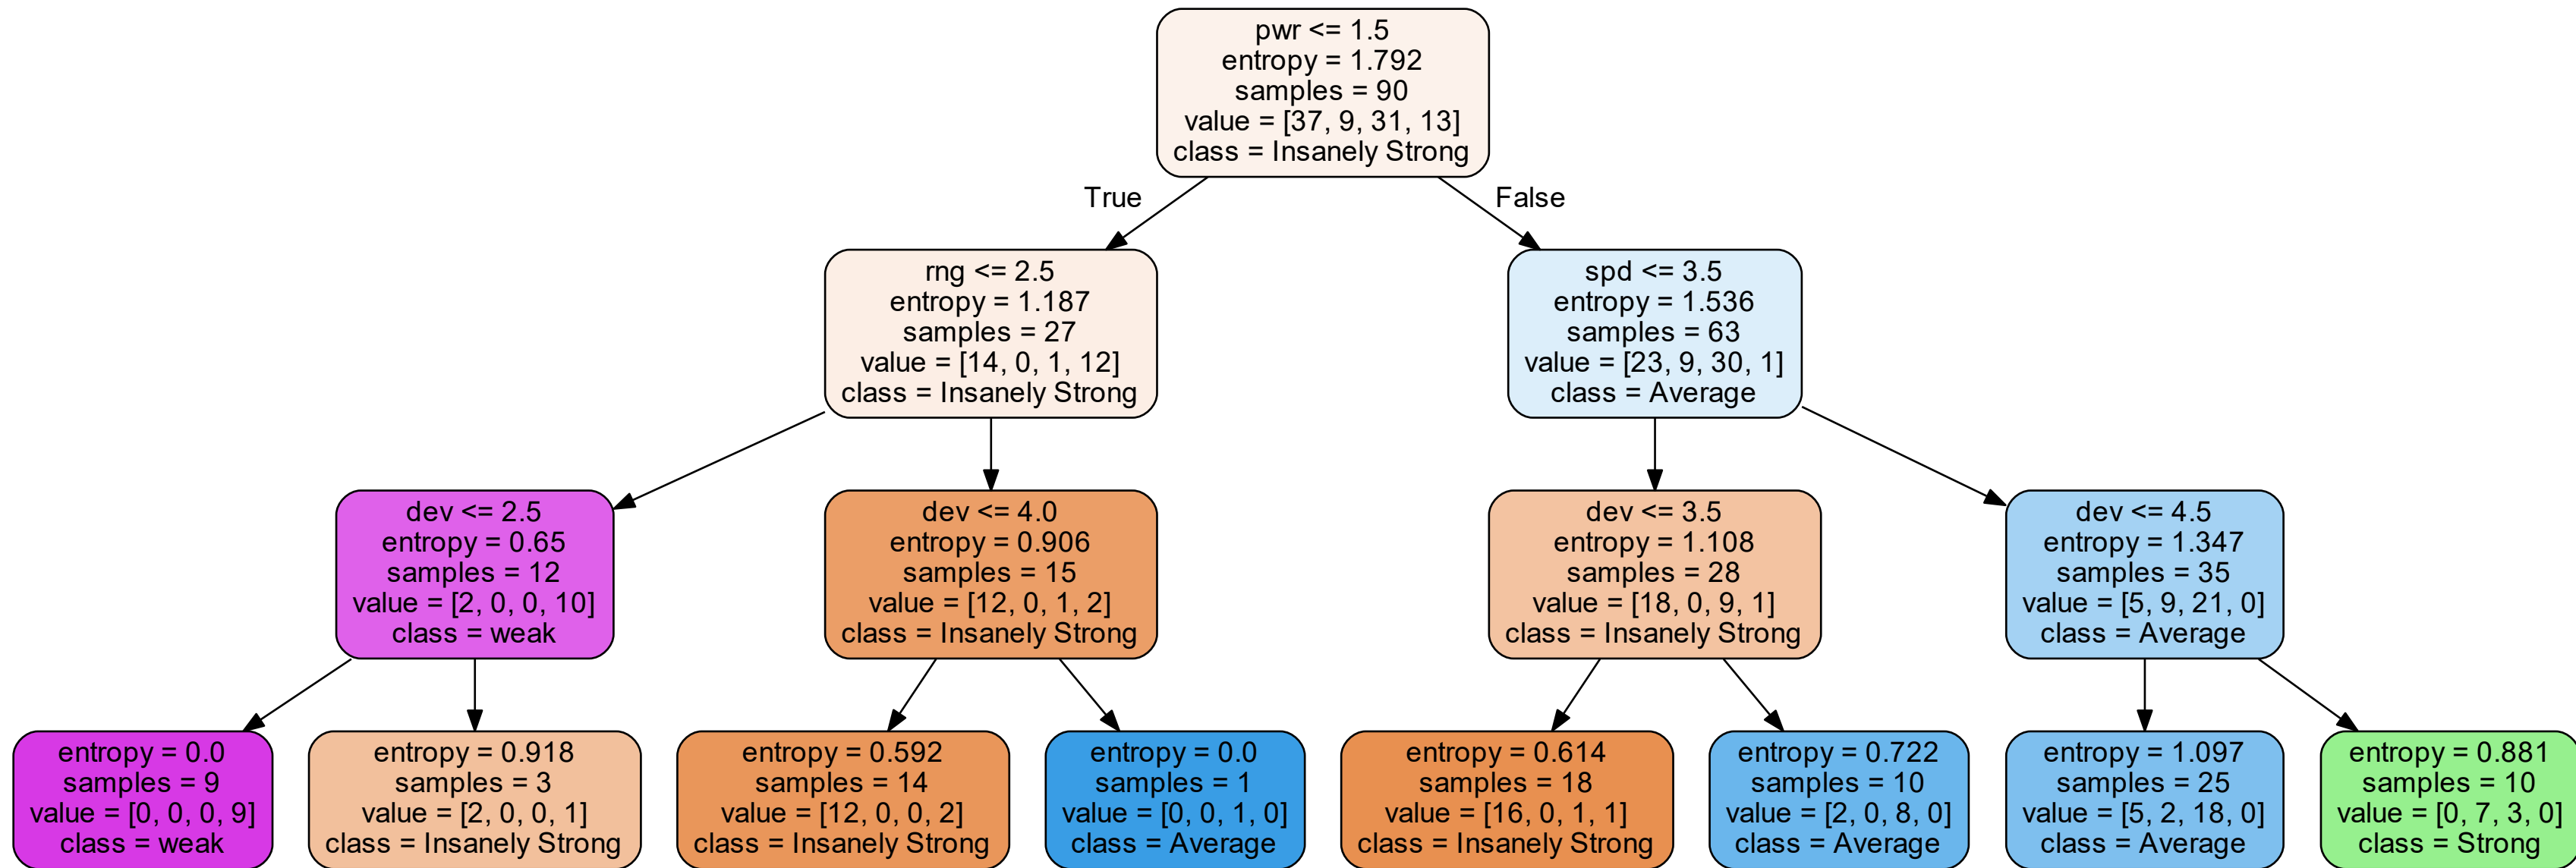 pwr <= 1.5
entropy = 1.792
samples = 90
value = [37, 9, 31, 13]
class = Insanely Strong
True
False
rng <= 2.5
entropy = 1.187
samples = 27
value = [14, 0, 1, 12]
class = Insanely Strong
spd <= 3.5
entropy = 1.536
samples = 63
value = [23, 9, 30, 1]
class = Average
dev <= 2.5
entropy = 0.65
samples = 12
value = [2, 0, 0, 10]
class = weak
dev <= 4.0
entropy = 0.906
samples = 15
value = [12, 0, 1, 2]
class = Insanely Strong
dev <= 3.5
entropy = 1.108
samples = 28
value = [18, 0, 9, 1]
class = Insanely Strong
dev <= 4.5
entropy = 1.347
samples = 35
value = [5, 9, 21, 0]
class = Average
entropy = 0.0
samples = 9
value = [0, 0, 0, 9]
class = weak
entropy = 0.918
samples = 3
value = [2, 0, 0, 1]
class = Insanely Strong
entropy = 0.592
samples = 14
value = [12, 0, 0, 2]
class = Insanely Strong
entropy = 0.0
samples = 1
value = [0, 0, 1, 0]
class = Average
entropy = 0.614
samples = 18
value = [16, 0, 1, 1]
class = Insanely Strong
entropy = 0.722
samples = 10
value = [2, 0, 8, 0]
class = Average
entropy = 1.097
samples = 25
value = [5, 2, 18, 0]
class = Average
entropy = 0.881
samples = 10
value = [0, 7, 3, 0]
class = Strong